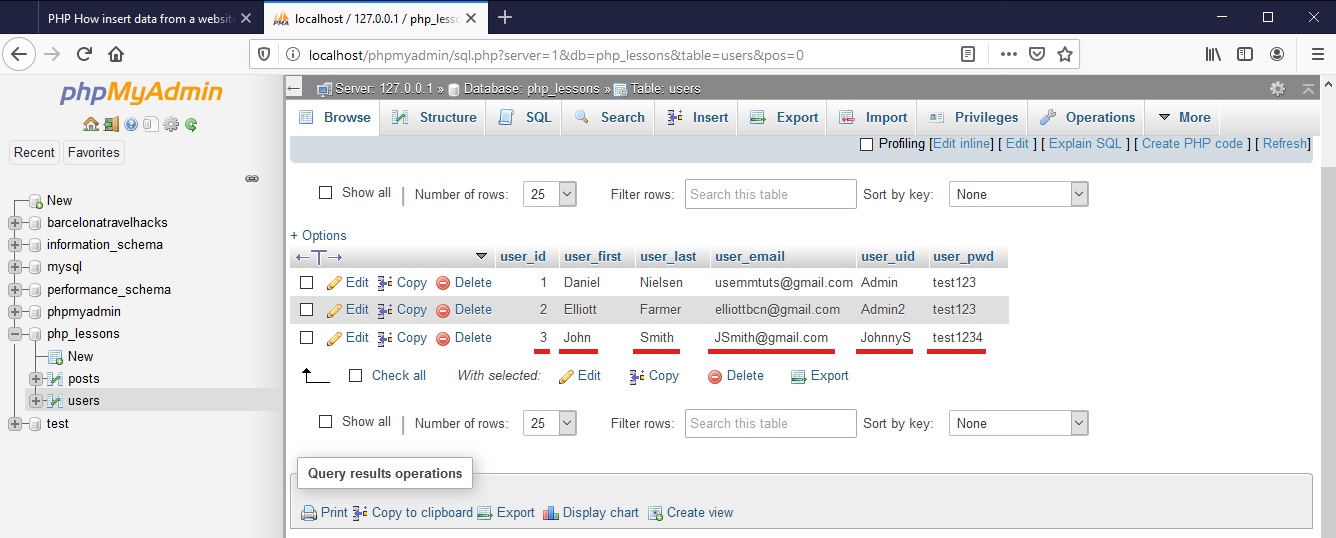 PHP How insert data from a website
localhost / 127.0.0.1 / php_lesso
localhost/phpmyadmin/sql.php?server=1&db=php_lessons&table=users&pos=0
phpMyAdmin
Recent Favorites
New
barcelonatravelhacks
information_schema
mysql
performance_schema
phpmyadmin
php_lessons
New
posts
users
test
Server: 127.0.0.1 » Database: php_lessons » Table: users
Browse Structure SQL Search Insert Export Import Privileges Operations More
Profiling [Edit inline] [ Edit ] [ Explain SQL ] [ Create PHP code ] [ Refresh]
Show all | Number of rows: 25 Filter rows: Search this table Sort by key: None
+ Options
←T→ user_id user_first user_last user_email user_uid user_pwd
Edit Copy Delete 1 Daniel Nielsen usemmtuts@gmail.com Admin test123
Edit Copy Delete 2 Elliott Farmer elliottbcn@gmail.com Admin2 test123
Edit Copy Delete 3 John Smith JSmith@gmail.com JohnnyS test1234
Check all With selected: Edit Copy Delete Export
Show all | Number of rows: 25 Filter rows: Search this table Sort by key: None
Query results operations
Print Copy to clipboard Export Display chart Create view